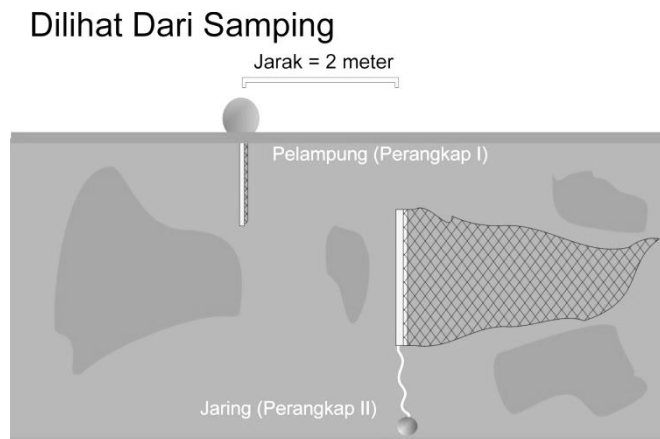 Dilihat Dari Samping
Jarak = 2 meter
Pelampung (Perangkap I)
Jaring (Perangkap II)